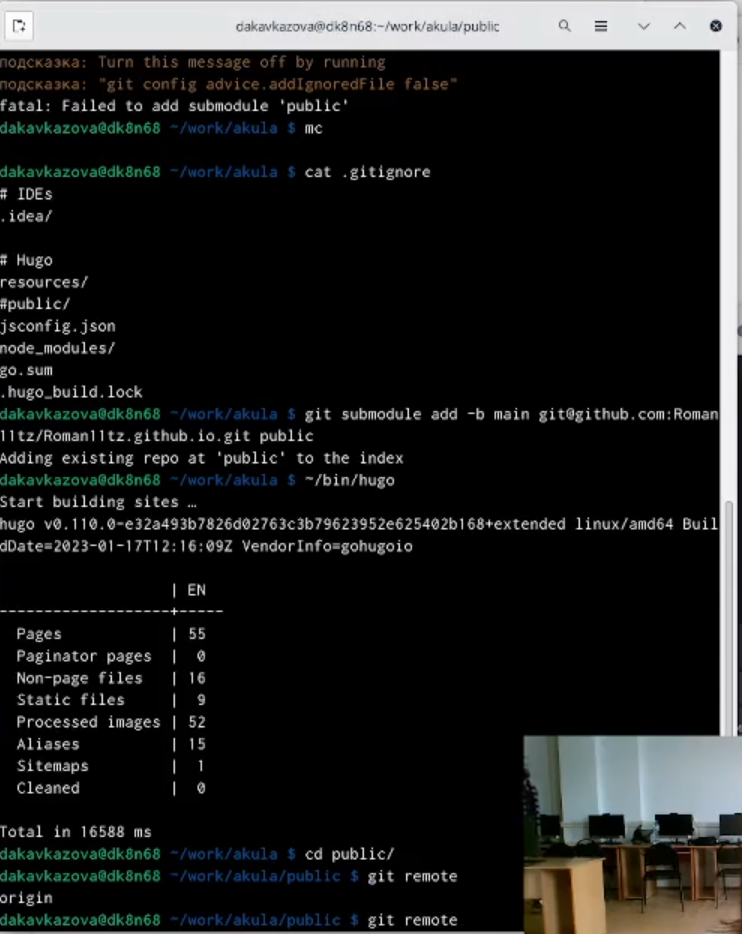 dakavkazova@dk8n68:~/work/akula/public
подсказка: Turn this message off by running
подсказка: "git config advice.addIgnoredFile false"
fatal: Failed to add submodule 'public'
dakavkazova@dk8n68 ~/work/akula $ mc
dakavkazova@dk8n68 ~/work/akula $ cat .gitignore
# IDEs
.idea/
# Hugo
resources/
#public/
jsconfig.json
node_modules/
go.sum
.hugo_build.lock
dakavkazova@dk8n68 ~/work/akula $ git submodule add -b main git@github.com:Roman
11tz/Roman11tz.github.io.git public
Adding existing repo at 'public' to the index
dakavkazova@dk8n68 ~/work/akula $ ~/bin/hugo
Start building sites …
hugo v0.110.0-e32a493b7826d02763c3b79623952e625402b168+extended linux/amd64 Buil
dDate=2023-01-17T12:16:09Z VendorInfo=gohugoio
| EN
-------------------+-----
Pages | 55
Paginator pages | 0
Non-page files | 16
Static files | 9
Processed images | 52
Aliases | 15
Sitemaps | 1
Cleaned | 0
Total in 16588 ms
dakavkazova@dk8n68 ~/work/akula $ cd public/
dakavkazova@dk8n68 ~/work/akula/public $ git remote
origin
dakavkazova@dk8n68 ~/work/akula/public $ git remote